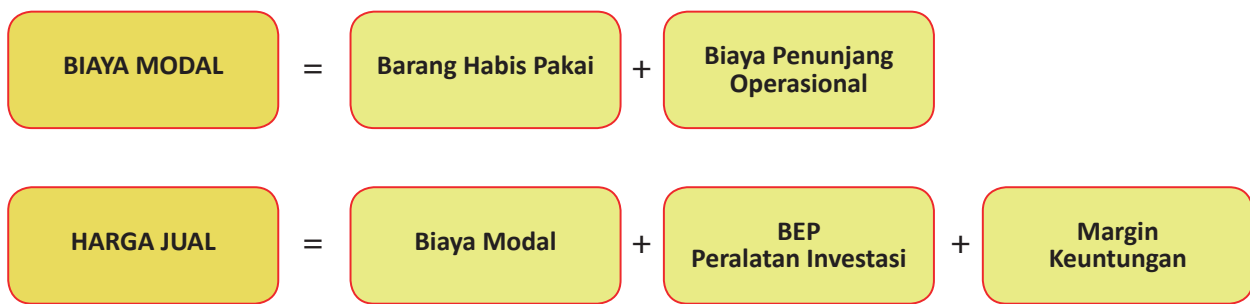 BIAYA MODAL = Barang Habis Pakai + Biaya Penunjang
Operasional
HARGA JUAL = Biaya Modal + BEP
Peralatan Investasi + Margin
Keuntungan